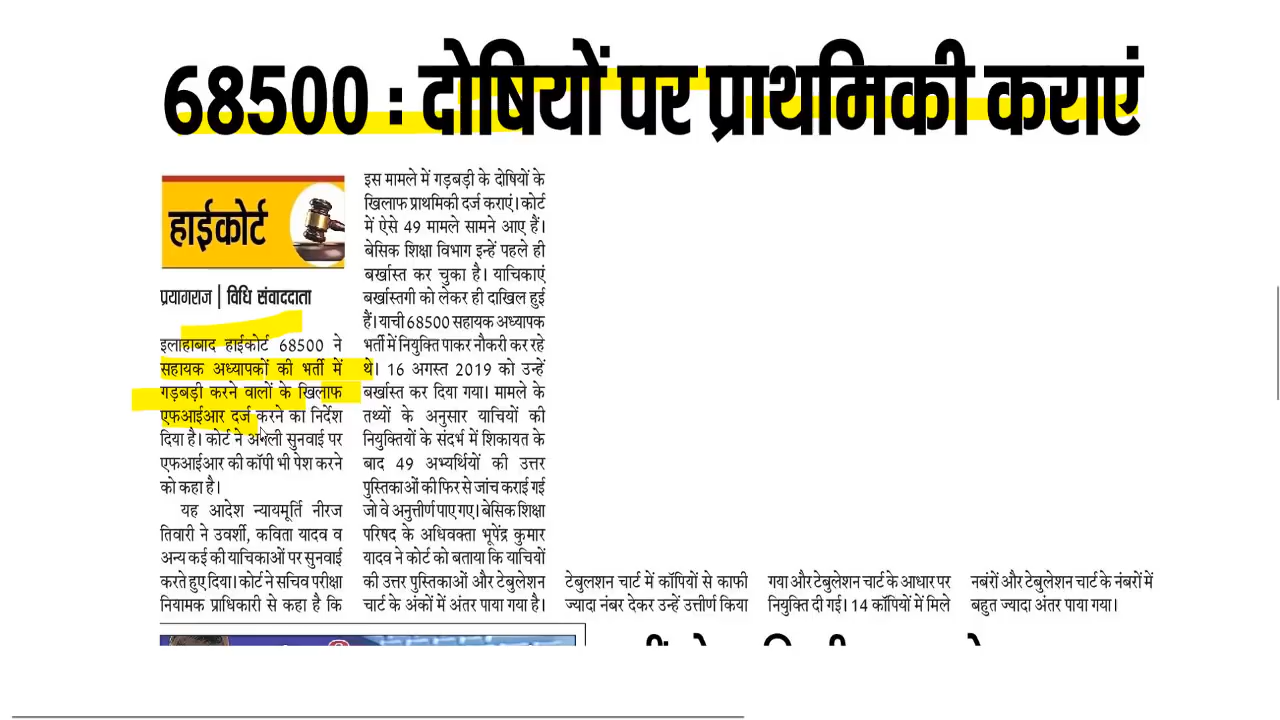 68500 : दोषियों पर प्राथमिकी कराएं
हाईकोर्ट
प्रयागराज | विधि संवाददाता
इलाहाबाद हाईकोर्ट 68500 ने
सहायक अध्यापकों की भर्ती में
गड़बड़ी करने वालों के खिलाफ
एफआईआर दर्ज करने का निर्देश
दिया है। कोर्ट ने अगली सुनवाई पर
एफआईआर की कॉपी भी पेश करने
को कहा है।
यह आदेश न्यायमूर्ति नीरज
तिवारी ने उवर्शी, कविता यादव व
अन्य कई की याचिकाओं पर सुनवाई
करते हुए दिया। कोर्ट ने सचिव परीक्षा
नियामक प्राधिकारी से कहा है कि
इस मामले में गड़बड़ी के दोषियों के
खिलाफ प्राथमिकी दर्ज कराएं। कोर्ट
में ऐसे 49 मामले सामने आए हैं।
बेसिक शिक्षा विभाग इन्हें पहले ही
बर्खास्त कर चुका है। याचिकाएं
बर्खास्तगी को लेकर ही दाखिल हुई
हैं। याची 68500 सहायक अध्यापक
भर्ती में नियुक्ति पाकर नौकरी कर रहे
थे। 16 अगस्त 2019 को उन्हें
बर्खास्त कर दिया गया। मामले के
तथ्यों के अनुसार याचियों की
नियुक्तियों के संदर्भ में शिकायत के
बाद 49 अभ्यर्थियों की उत्तर
पुस्तिकाओं की फिर से जांच कराई गई
जो वे अनुत्तीर्ण पाए गए। बेसिक शिक्षा
परिषद के अधिवक्ता भूपेंद्र कुमार
यादव ने कोर्ट को बताया कि याचियों
की उत्तर पुस्तिकाओं और टेबुलेशन
चार्ट के अंकों में अंतर पाया गया है।
टेबुलशन चार्ट में कॉपियों से काफी
ज्यादा नंबर देकर उन्हें उत्तीर्ण किया
गया और टेबुलेशन चार्ट के आधार पर
नियुक्ति दी गई। 14 कॉपियों में मिले
नबंरों और टेबुलेशन चार्ट के नंबरों में
बहुत ज्यादा अंतर पाया गया।